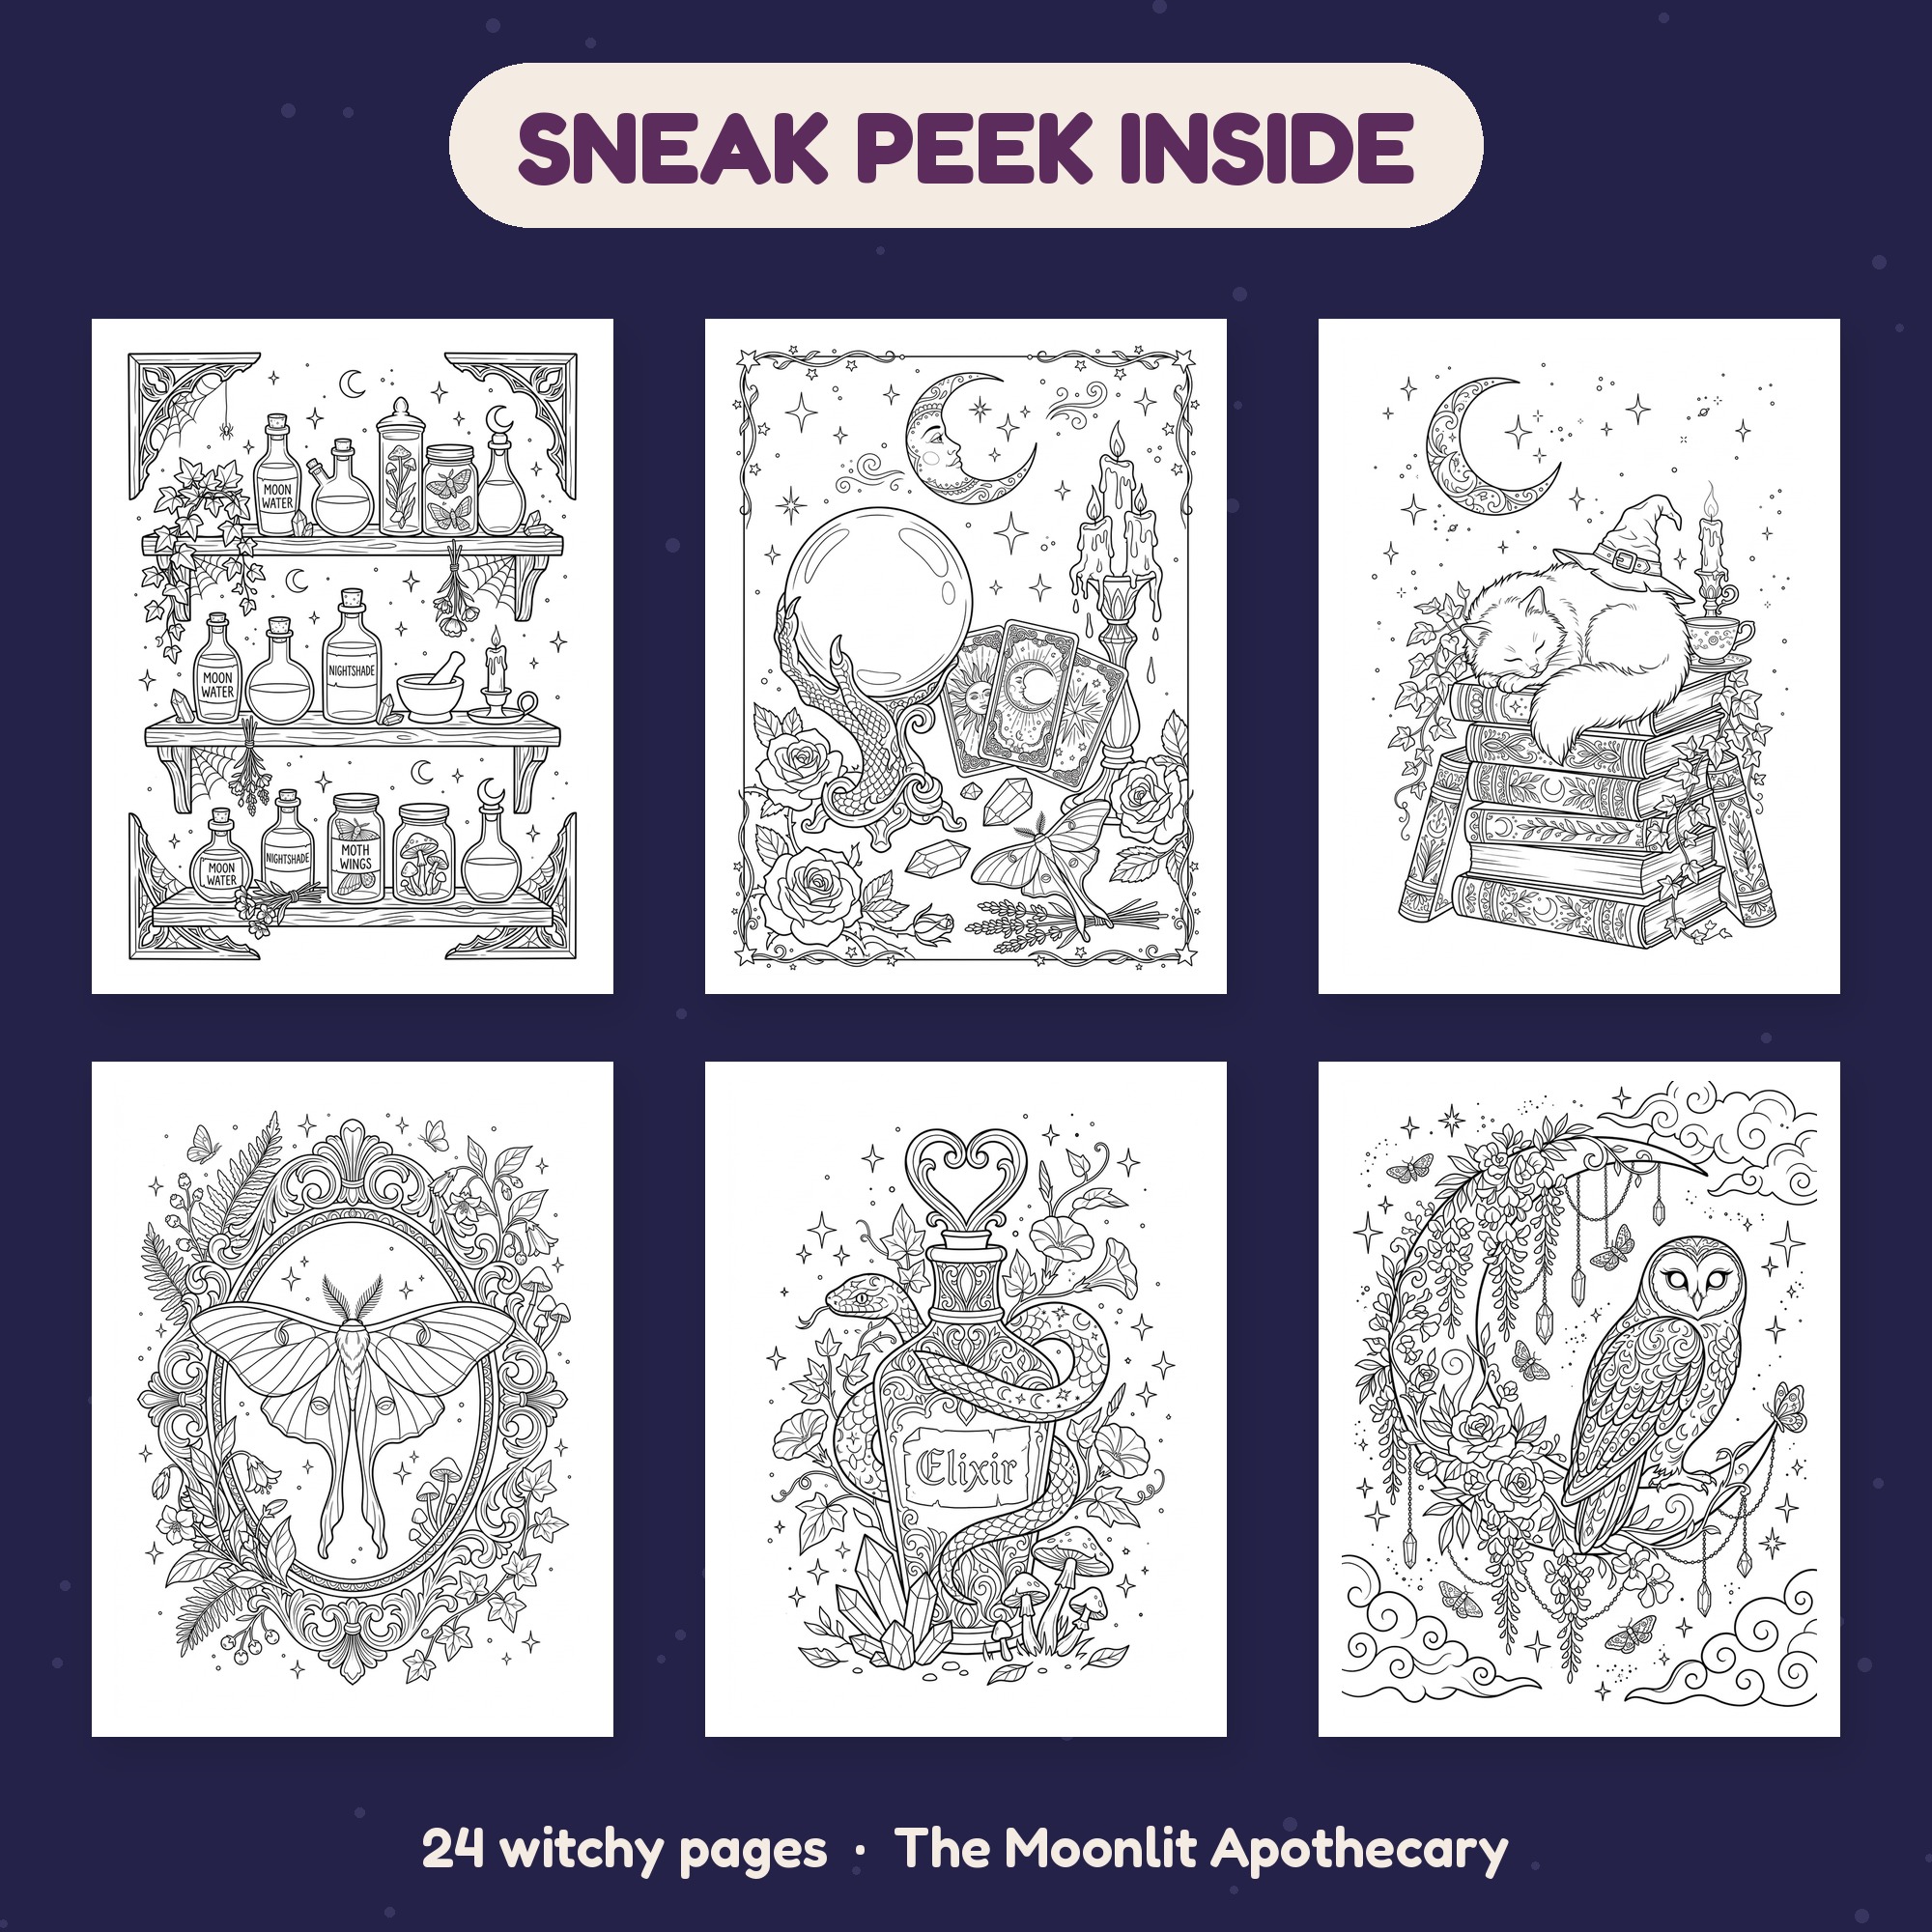 SNEAK PEEK INSIDE
MOON
WATER
MOON
WATER
NIGHTSHADE
MOON
WATER
NIGHTSHADE
MOTH
WINGS
Elixir
24 witchy pages · The Moonlit Apothecary